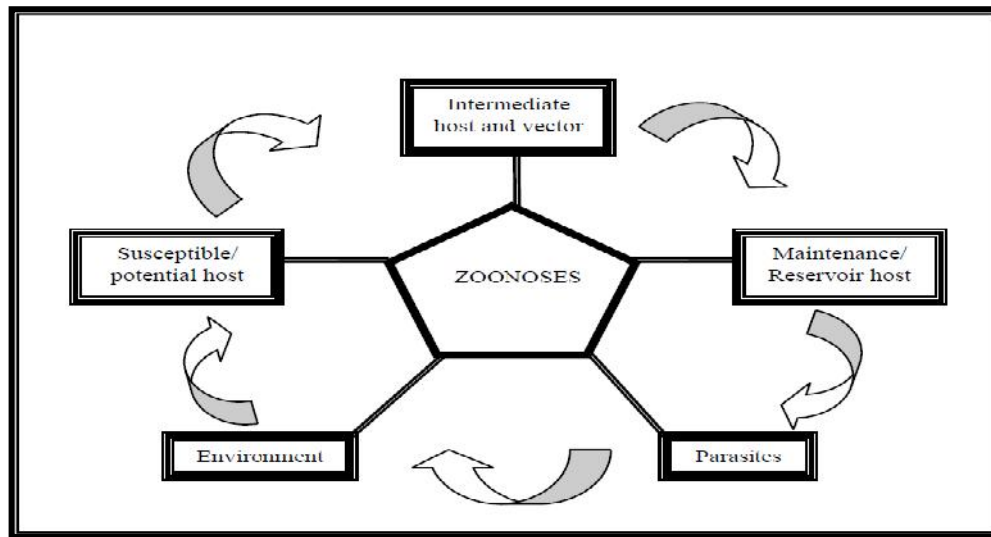 Intermediate
host and vector
Susceptible/
potential host
ZOONOSES
Maintenance/
Reservoir host
Environment
Parasites